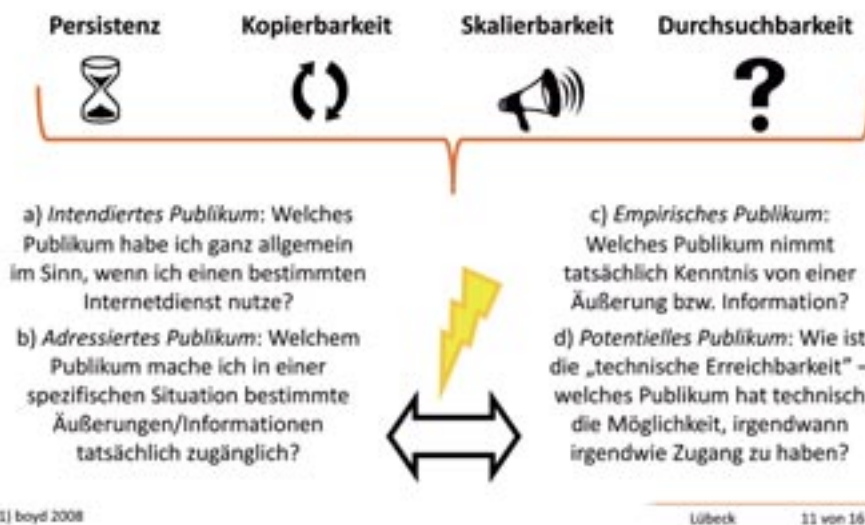 Persistenz Kopierbarkeit Skalierbarkeit Durchsuchbarkeit
?
a) Intendiertes Publikum: Welches
Publikum habe ich ganz allgemein
im Sinn, wenn ich einen bestimmten
Internetdienst nutze?
b) Adressiertes Publikum: Welchem
Publikum mache ich in einer
spezifischen Situation bestimmte
Äußerungen/Informationen
tatsächlich zugänglich?
c) Empirisches Publikum:
Welches Publikum nimmt
tatsächlich Kenntnis von einer
Äußerung bzw. Information?
d) Potentielles Publikum: Wie ist
die „technische Erreichbarkeit“ –
welches Publikum hat technisch
die Möglichkeit, irgendwann
irgendwie Zugang zu haben?
1) boyd 2008
Lübeck 11 von 16